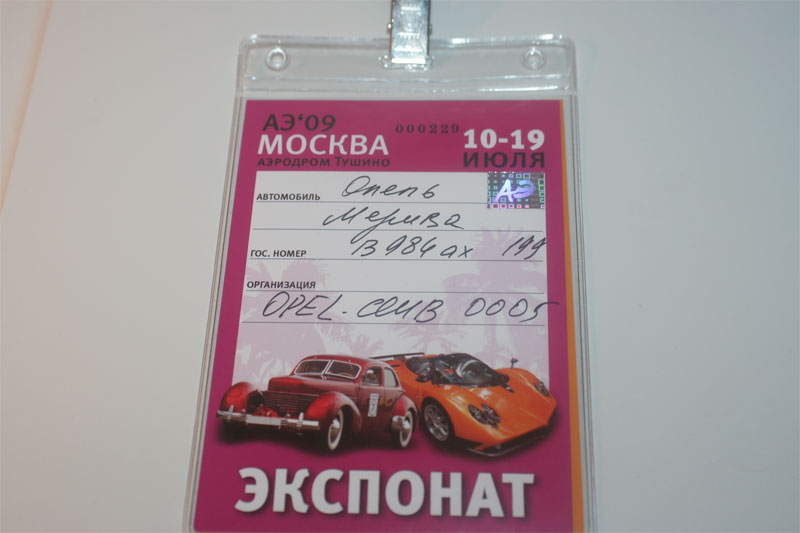 АЭ'09
000229
МОСКВА
10-19
АЭРОДРОМ ТУШИНО
ИЮЛЯ
АВТОМОБИЛЬ Опель
АЭ
Мерива
ГОС. НОМЕР В 984 ах 199
ОРГАНИЗАЦИЯ
OPEL-CLUB 0005
ЭКСПОНАТ